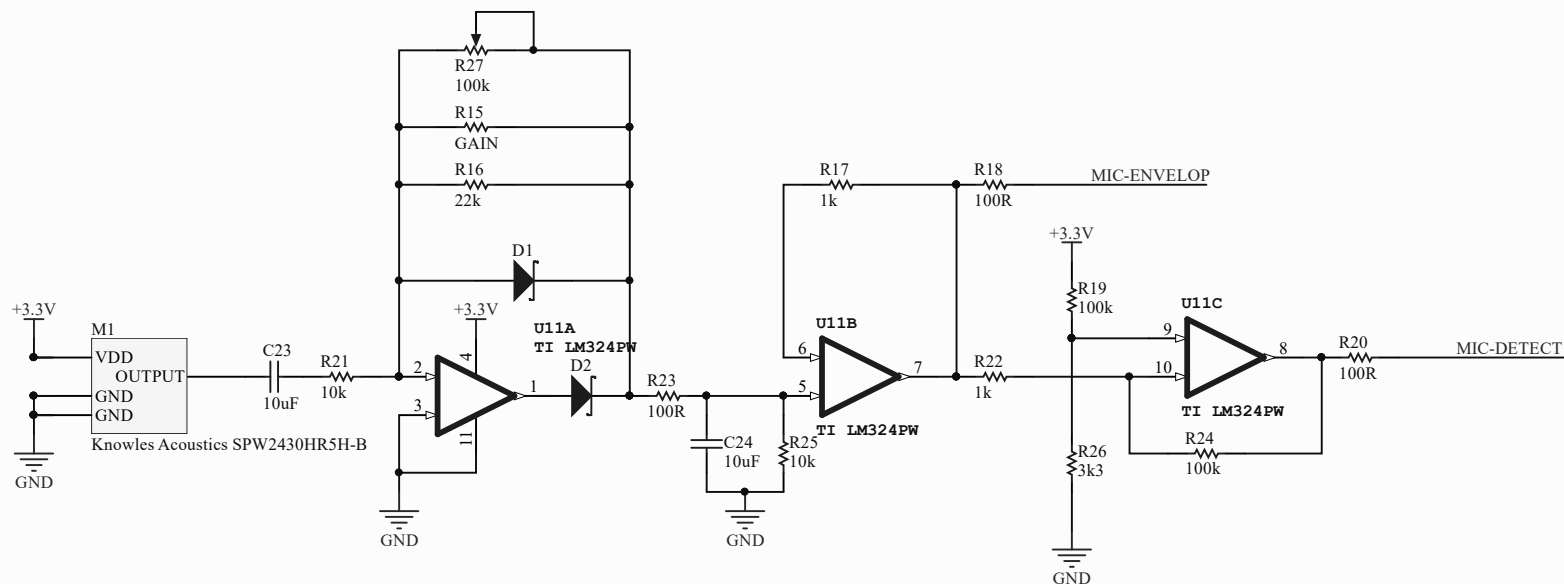 R27
100k
R15
GAIN
R16
22k
D1
+3.3V
M1
VDD
OUTPUT
GND
GND
Knowles Acoustics SPW2430HR5H-B
GND
C23
10uF
R21
10k
+3.3V
U11A
TI LM324PW
2
3
4
11
1
GND
D2
R23
100R
C24
10uF
R25
10k
GND
R17
1k
R18
100R
MIC-ENVELOP
U11B
6
5
7
TI LM324PW
R22
1k
+3.3V
R19
100k
R26
3k3
GND
U11C
9
10
8
TI LM324PW
R24
100k
R20
100R
MIC-DETECT